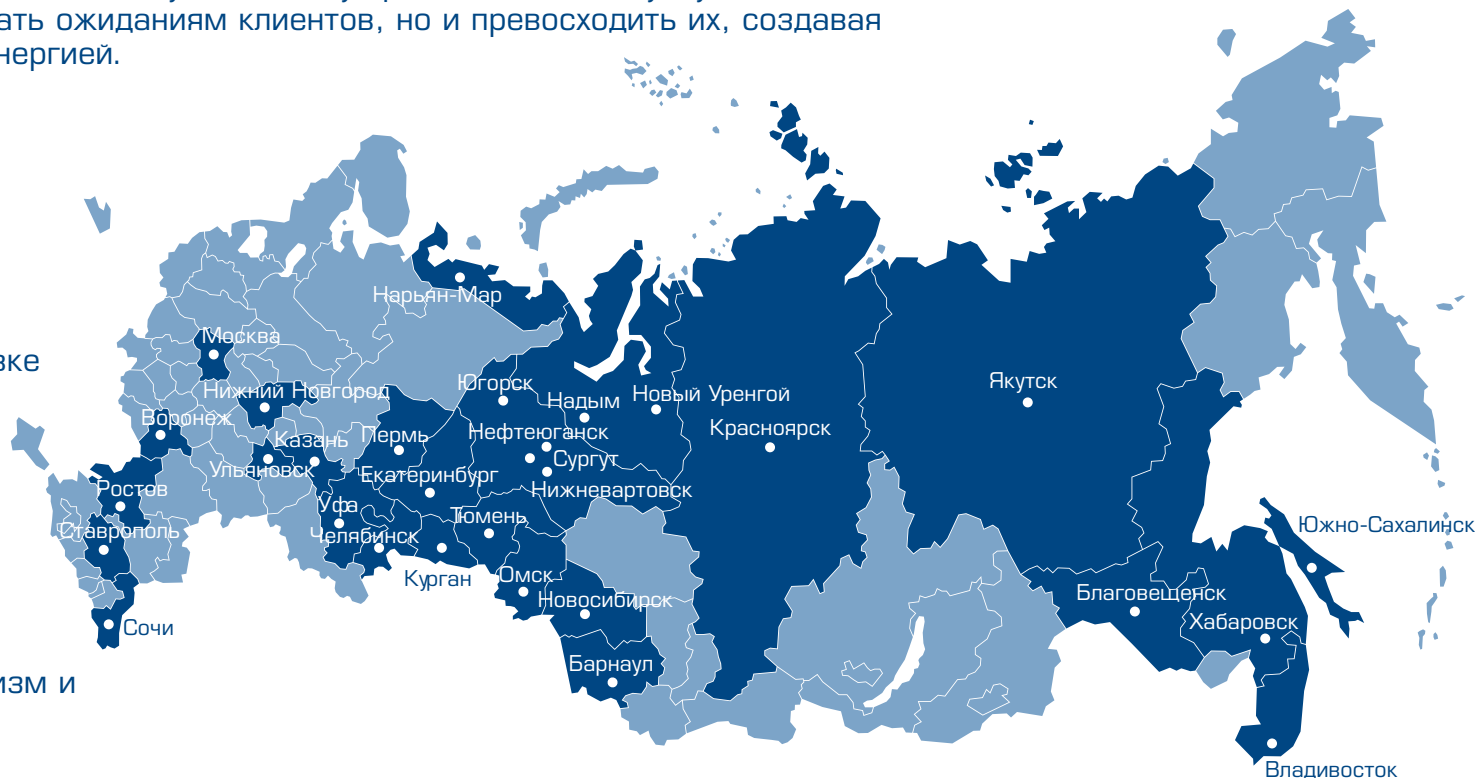 ать ожиданиям клиентов, но и превосходить их, создавая
нергией.
Нарьян-Мар
Москва
вке
Югорск
Якутск
Нижний Новгород
Надым
Новый Уренгой
Воронеж
Казань
Пермь
Нефтеюганск
Красноярск
Ульяновск
Екатеринбург
Сургут
Ростов
Нижневартовск
Уфа
Тюмень
Ставрополь
Челябинск
Южно-Сахалинск
Курган
Омск
Благовещенск
Новосибирск
Хабаровск
Сочи
Барнаул
изм и
Владивосток